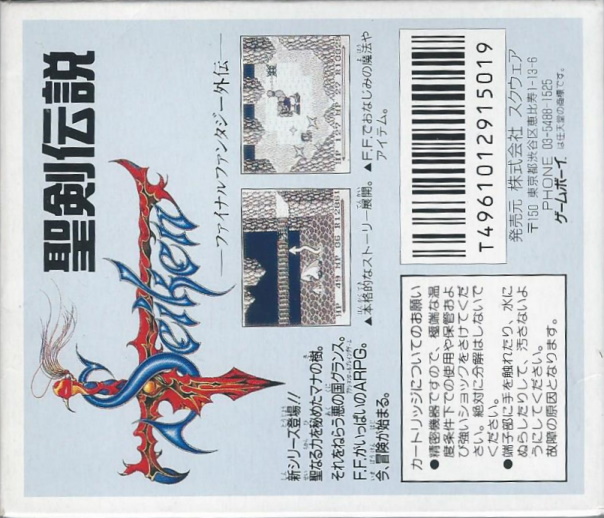 聖剣伝説
Seiken
―ファイナルファンタジー外伝―
新シリーズ登場!!
聖なる力を秘めたマナの樹。
それをねらう悪の国グランス。
F.F.がいっぱいのARPG。
今、冒険が始まる。
▲本格的なストーリー展開。
▲F.F.でおなじみの魔法や
アイテム。
カートリッジについてのお願い
●精密機器ですので、極端な温
度条件下での使用や保管およ
び強いショックをさけてくだ
さい。絶対に分解はしないで
ください。
●端子部に手を触れたり、水に
ぬらしたりして、汚さないよ
うにしてください。
故障の原因となります。
T4961012915019
発売元 株式会社 スクウェア
〒150 東京都渋谷区恵比寿1-13-6
PHONE 03-5488-1525
ゲームボーイ は任天堂の商標です。